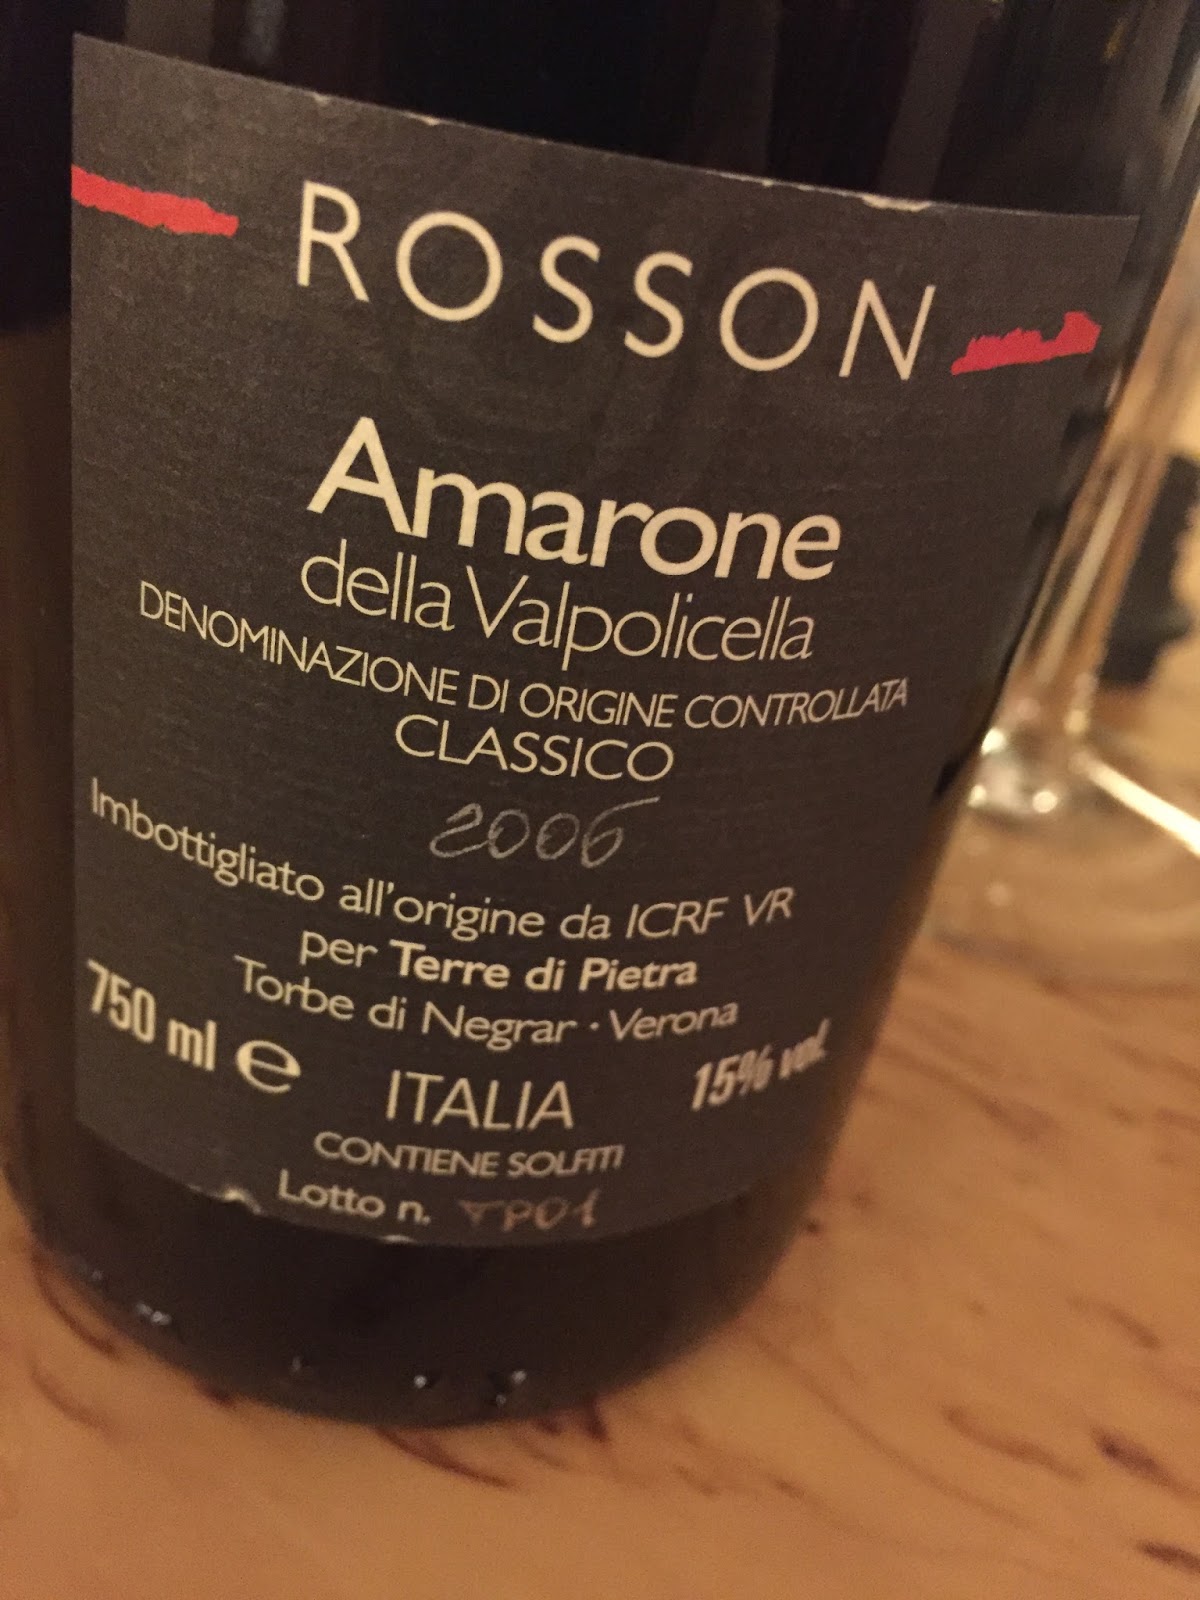 ROSSON
Amarone
della Valpolicella
DENOMINAZIONE DI ORIGINE CONTROLLATA
CLASSICO
2006
Imbottigliato all'origine da ICRF VR
per Terre di Pietra
Torbe di Negrar · Verona
750 ml e
ITALIA
15% vol.
CONTIENE SOLFITI
Lotto n. TP01